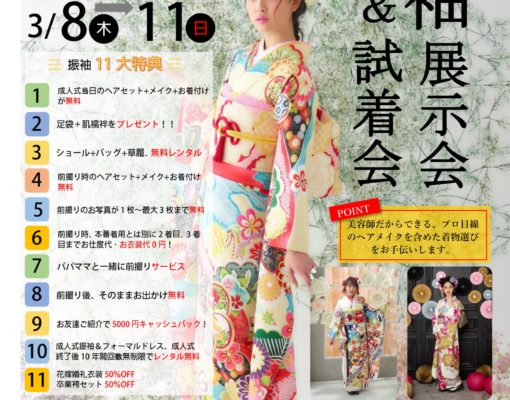 3/8木→11日
袖展示会
&試着会
振袖11大特典
1 成人式当日のヘアセット+メイク+お着付け
が無料
2 足袋+肌襦袢をプレゼント！！
3 ショール+バッグ+草履、無料レンタル
4 前撮り時のヘアセット+メイク+お着付け
無料
5 前撮りのお写真が1枚〜最大3枚まで無料
6 前撮り時、本番着用とは別に2着目、3着
目までお仕度代・お衣装代0円！
7 パパママと一緒に前撮りサービス
8 前撮り後、そのままお出かけ無料
9 お友達ご紹介で5000円キャッシュバック！
10 成人式振袖&フォーマルドレス、成人式
終了後10年間回数無制限でレンタル無料
11 花嫁婚礼衣装50%OFF
卒業袴セット50%OFF
POINT
美容師だからできる、プロ目線
のヘアメイクを含めた着物選び
をお手伝いします。